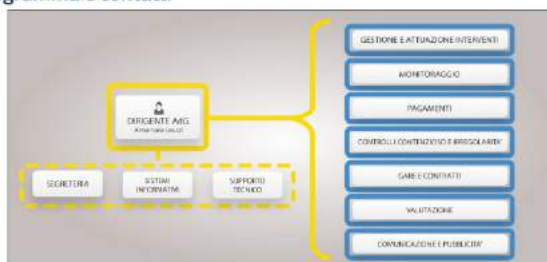 DIRIGENTE AdG
SEGRETERIA
SISTEMI
INFORMATIVI
SUPPORTO
TECNICO
GESTIONE E ATTUAZIONE INTERVENTI
MONITORAGGIO
PAGAMENTI
CONTROLLI CONTENZIOSO E IRREGOLARITA'
GARE E CONTRATTI
VALUTAZIONE
COMUNICAZIONE E PUBBLICITA'